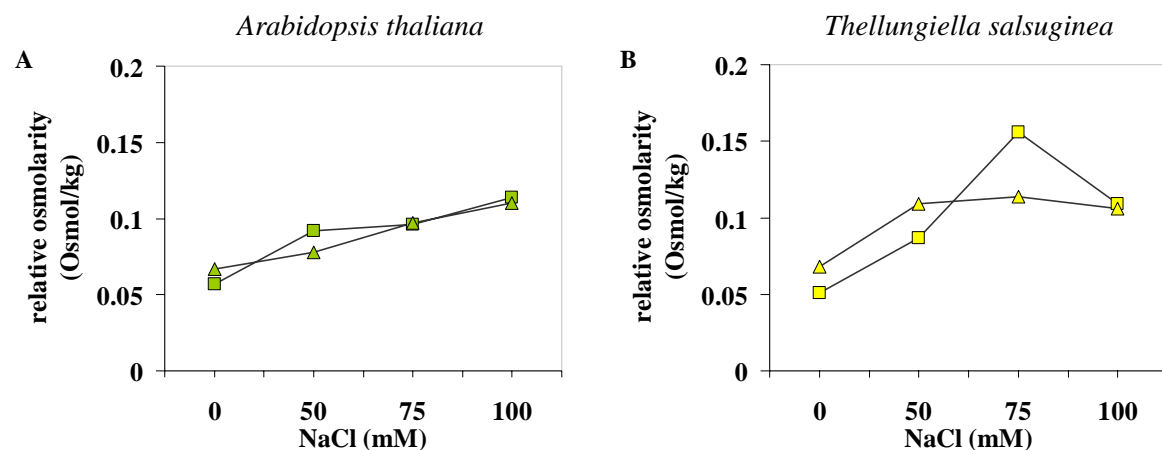 Arabidopsis thaliana
A
relative osmolarity
(Osmol/kg)
0.2
0.15
0.1
0.05
0
0 50 75 100
NaCl (mM)
Thellungiella salsuginea
B
relative osmolarity
(Osmol/kg)
0.2
0.15
0.1
0.05
0
0 50 75 100
NaCl (mM)